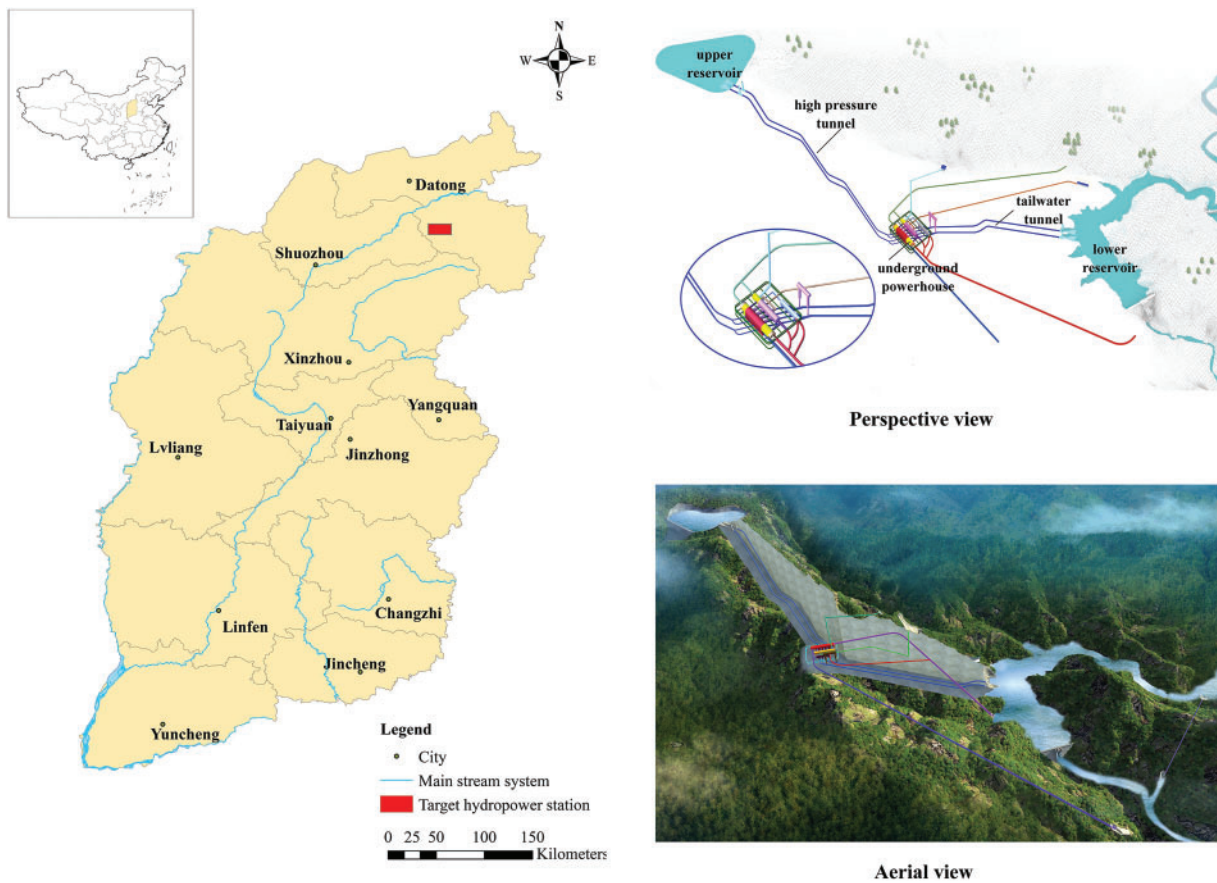 N
W E
S
Datong
Shuozhou
Xinzhou
Yangquan
Taiyuan
Jinzhong
Lvliang
Changzhi
Linfen
Jincheng
Yuncheng
Legend
City
Main stream system
Target hydropower station
0 25 50 100 150
Kilometers
upper
reservoir
high pressure
tunnel
tailwater
tunnel
underground
powerhouse
lower
reservoir
Perspective view
Aerial view